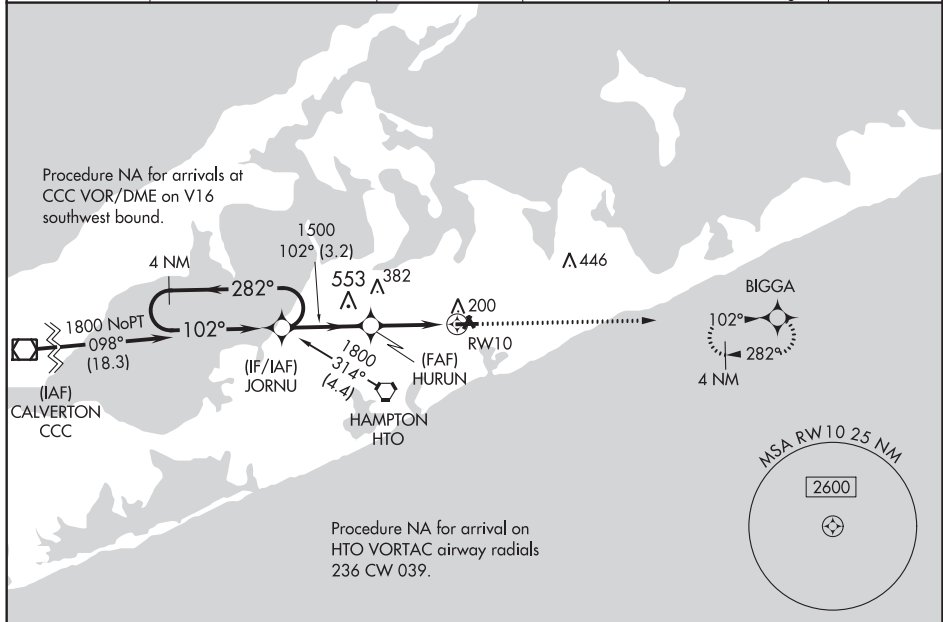 Procedure NA for arrivals at
CCC VOR/DME on V16
southwest bound.
1500
102° (3.2)
4 NM
282°
102°
553
382
446
200
RW10
1800 NoPT
098°
(18.3)
(IAF)
CALVERTON
CCC
(IF/IAF)
JORNU
1800
314°
(4.4)
(FAF)
HURUN
HAMPTON
HTO
BIGGA
102°
282°
4 NM
MSA RW10 25 NM
2600
Procedure NA for arrival on
HTO VORTAC airway radials
236 CW 039.